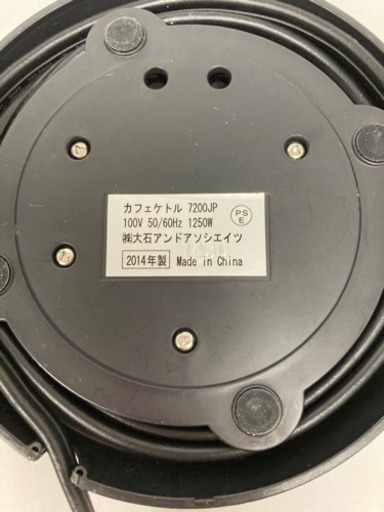 カフェケトル 7200JP
100V 50/60Hz 1250W
㈱大石アンドアソシエイツ
2014年製 Made in China
PS
E